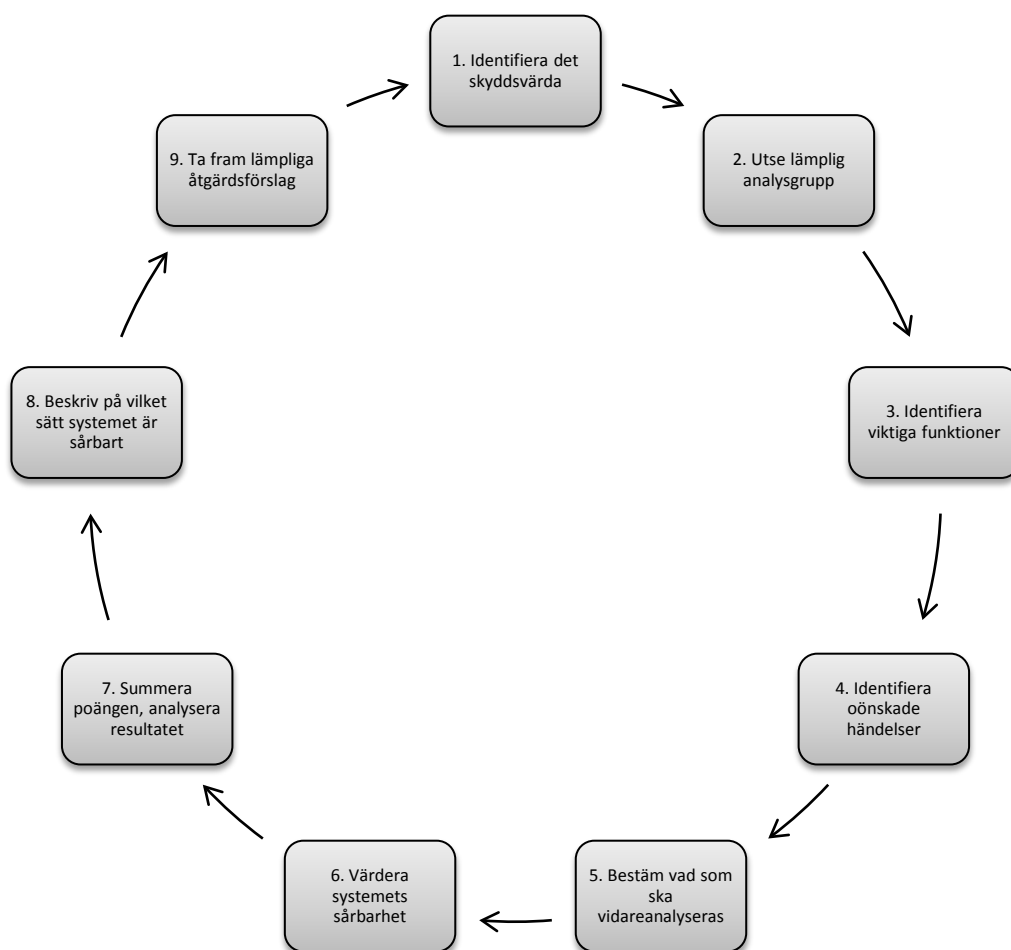 1. Identifiera det
skyddsvärda
2. Utse lämplig
analysgrupp
3. Identifiera
viktiga funktioner
4. Identifiera
oönskade
händelser
5. Bestäm vad som
ska
vidareanalyseras
6. Värdera
systemets
sårbarhet
7. Summera
poängen, analysera
resultatet
8. Beskriv på vilket
sätt systemet är
sårbart
9. Ta fram lämpliga
åtgärdsförslag